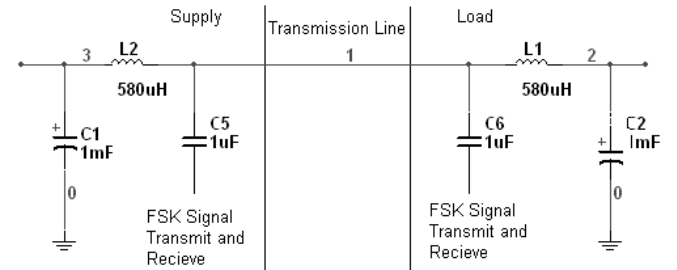 Supply
Transmission Line
Load
3
L2
580uH
1
L1
2
580uH
+
C1
1mF
C5
1uF
C6
1uF
+
C2
1mF
0
0
FSK Signal
Transmit and
Recieve
FSK Signal
Transmit and
Recieve